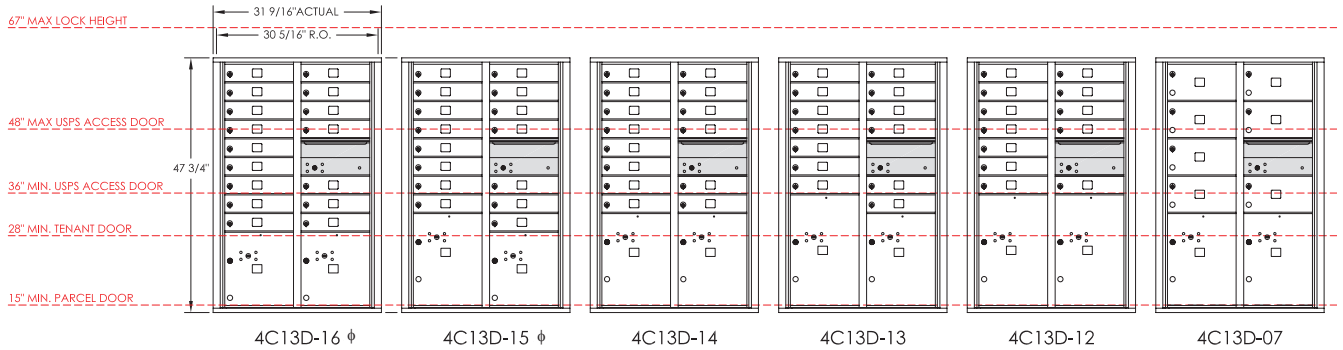 31 9/16"ACTUAL
67" MAX LOCK HEIGHT
30 5/16" R.O.
48" MAX USPS ACCESS DOOR
47 3/4"
36" MIN. USPS ACCESS DOOR
28" MIN. TENANT DOOR
15" MIN. PARCEL DOOR
4C13D-16 ϕ
4C13D-15 ϕ
4C13D-14
4C13D-13
4C13D-12
4C13D-07